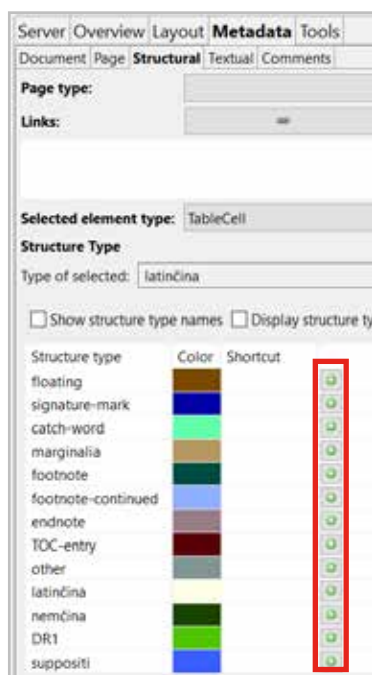 Server Overview Layout Metadata Tools
Document Page Structural Textual Comments
Page type:
Links:
Selected element type: TableCell
Structure Type
Type of selected: latinčina
Show structure type names Display structure ty
Structure type Color Shortcut
floating
signature-mark
catch-word
marginalia
footnote
footnote-continued
endnote
TOC-entry
other
latinčina
nemčina
DR1
suppositi